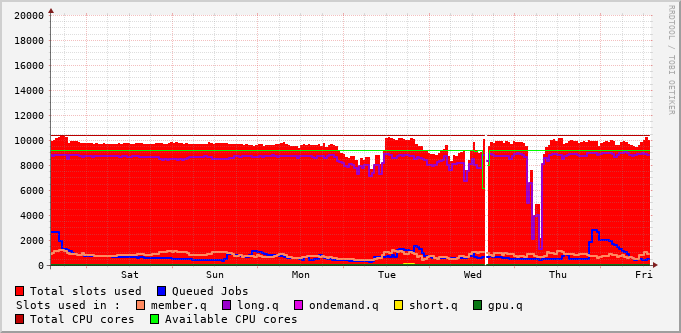 RRDTOOL / TOBI OETIKER
20000
18000
16000
14000
12000
10000
8000
6000
4000
2000
0
Sat Sun Mon Tue Wed Thu Fri
Total slots used Queued Jobs
Slots used in : member.q long.q ondemand.q short.q gpu.q
Total CPU cores Available CPU cores